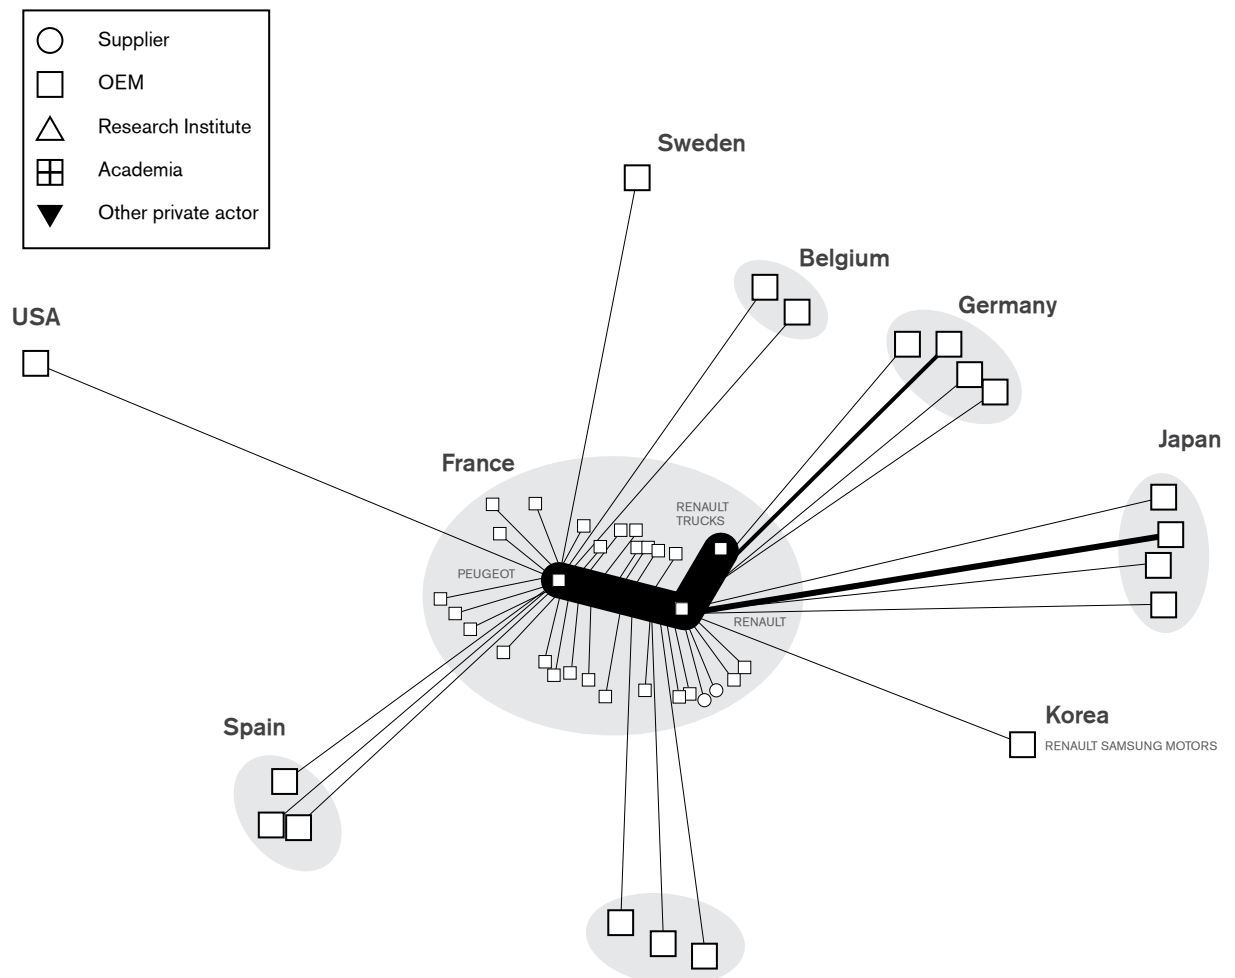 Supplier
OEM
Research Institute
Academia
Other private actor
Sweden
Belgium
Germany
USA
Japan
France
RENAULT
TRUCKS
PEUGEOT
RENAULT
Korea
RENAULT SAMSUNG MOTORS
Spain